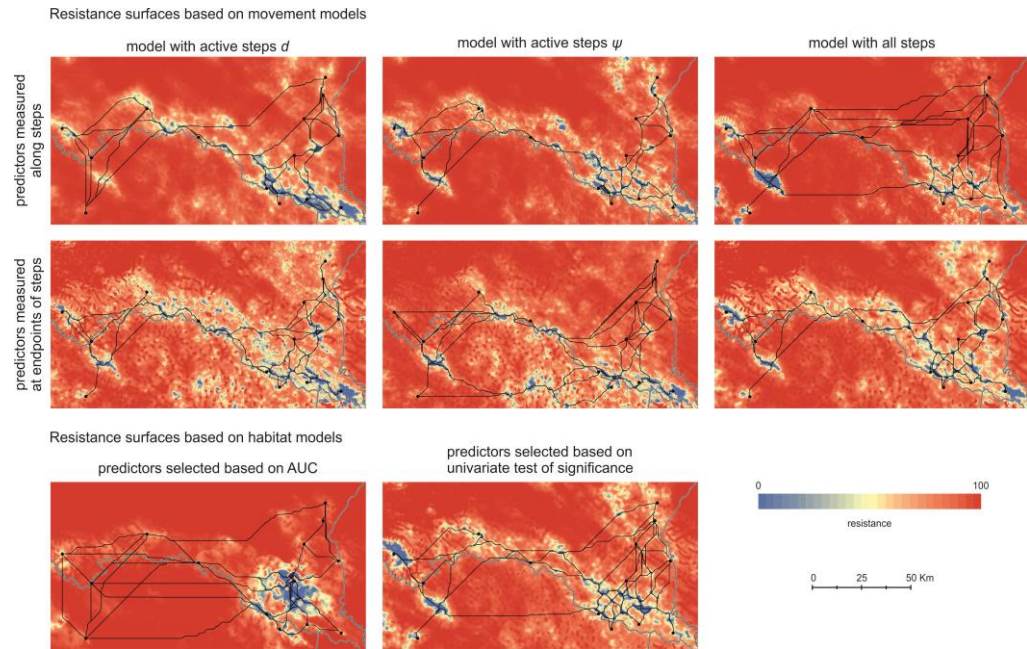 Resistance surfaces based on movement models
model with active steps d
model with active steps ψ
model with all steps
predictors measured
along steps
predictors measured
at endpoints of steps
Resistance surfaces based on habitat models
predictors selected based on AUC
predictors selected based on
univariate test of significance
0
100
resistance
0
25
50 Km